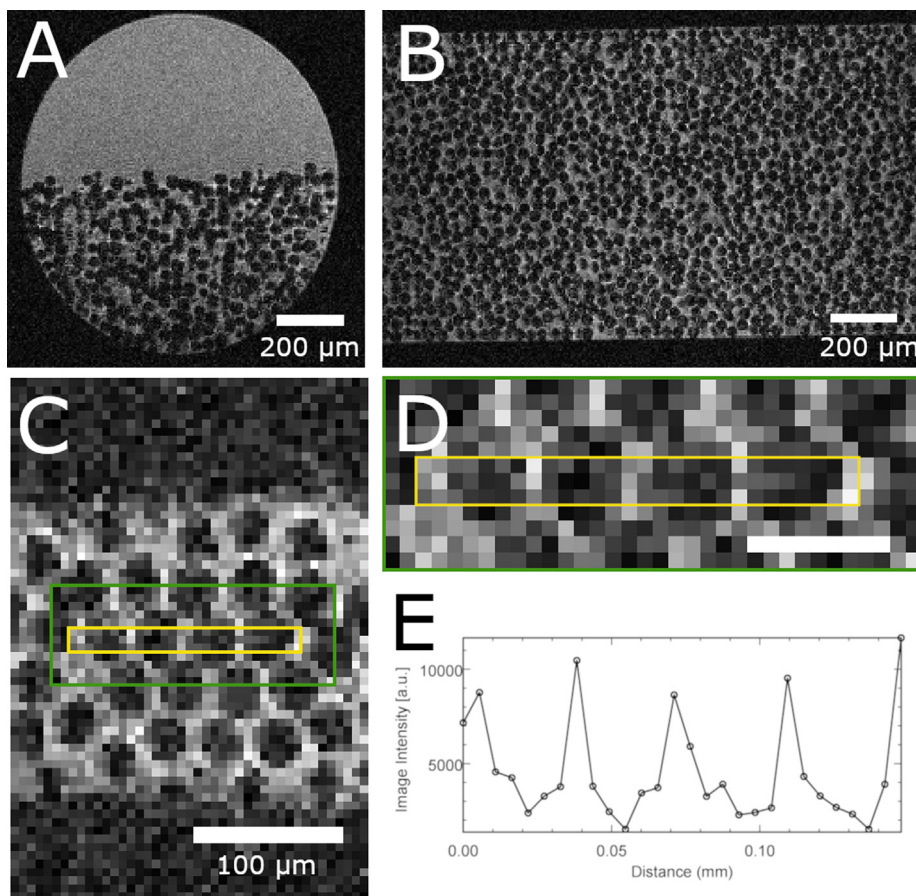 A
200 µm
B
200 µm
C
100 µm
D
E
Image Intensity [a.u.]
10000
5000
0.00
0.05
0.10
Distance (mm)